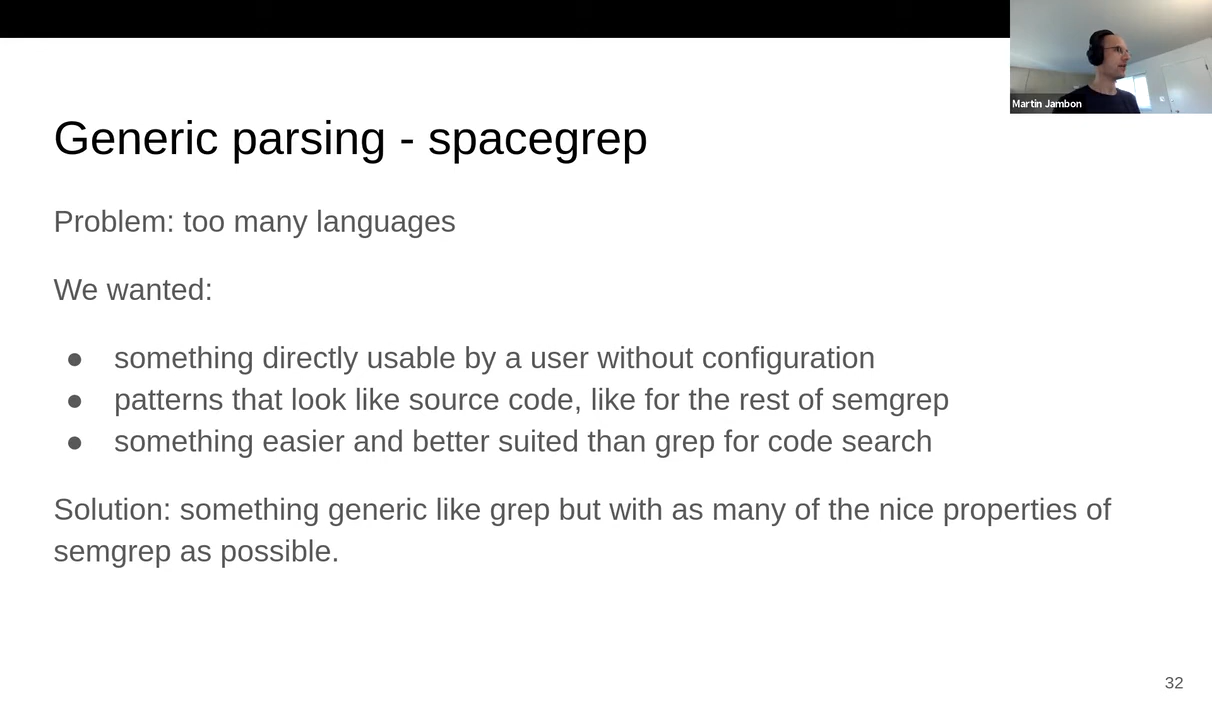 Martin Jambon
Generic parsing - spacegrep
Problem: too many languages
We wanted:
● something directly usable by a user without configuration
● patterns that look like source code, like for the rest of semgrep
● something easier and better suited than grep for code search
Solution: something generic like grep but with as many of the nice properties of
semgrep as possible.
32